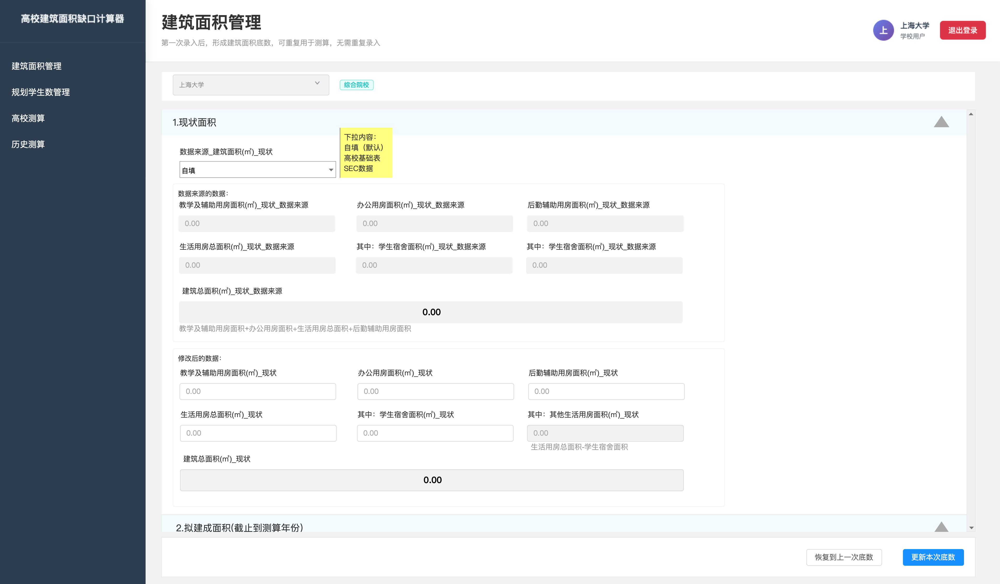 高校建筑面积缺口计算器
建筑面积管理
规划学生数管理
高校测算
历史测算
建筑面积管理
第一次录入后，形成建筑面积底数，可重复用于测算，无需重复录入
上
上海大学
学校用户
退出登录
上海大学
综合院校
1.现状面积
数据来源_建筑面积(㎡)_现状
自填
下拉内容：
自填（默认）
高校基础表
SEC数据
数据来源的数据：
教学及辅助用房面积(㎡)_现状_数据来源
办公用房面积(㎡)_现状_数据来源
后勤辅助用房面积(㎡)_现状_数据来源
0.00
0.00
0.00
生活用房总面积(㎡)_现状_数据来源
其中：学生宿舍面积(㎡)_现状_数据来源
其中：学生宿舍面积(㎡)_现状_数据来源
0.00
0.00
0.00
建筑总面积(㎡)_现状_数据来源
0.00
教学及辅助用房面积+办公用房面积+生活用房总面积+后勤辅助用房面积
修改后的数据：
教学及辅助用房面积(㎡)_现状
办公用房面积(㎡)_现状
后勤辅助用房面积(㎡)_现状
0.00
0.00
0.00
生活用房总面积(㎡)_现状
其中：学生宿舍面积(㎡)_现状
其中：其他生活用房面积(㎡)_现状
0.00
0.00
0.00
生活用房总面积-学生宿舍面积
建筑总面积(㎡)_现状
0.00
2.拟建成面积(截止到测算年份)
恢复到上一次底数
更新本次底数